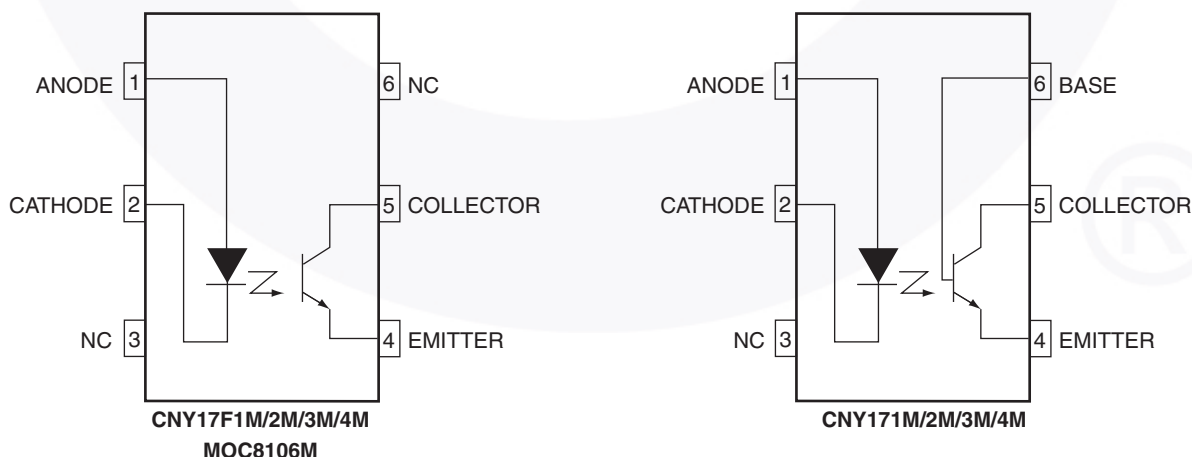 ANODE 1
6 NC
CATHODE 2
5 COLLECTOR
NC 3
4 EMITTER
CNY17F1M/2M/3M/4M
MOC8106M
ANODE 1
6 BASE
CATHODE 2
5 COLLECTOR
NC 3
4 EMITTER
CNY171M/2M/3M/4M
®